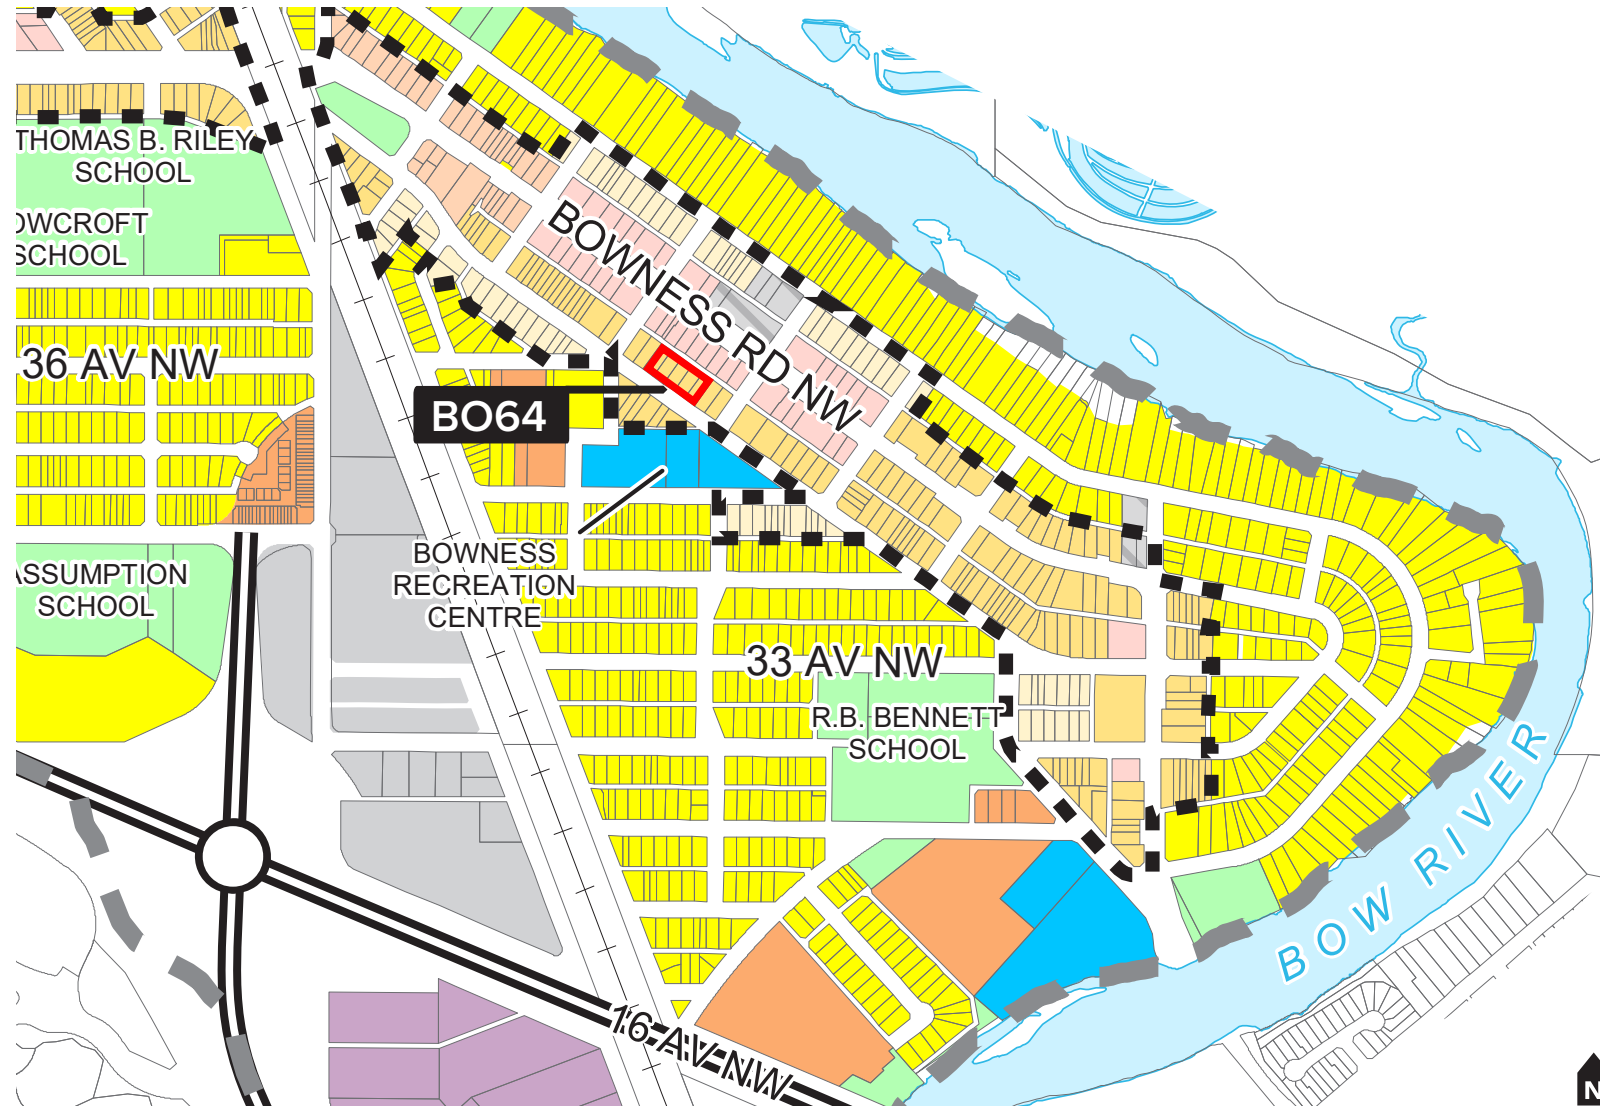 THOMAS B. RILEY
SCHOOL
OWCROFT
SCHOOL
BOWNESS RD NW
36 AV NW
BO64
BOWNESS
RECREATION
CENTRE
ASSUMPTION
SCHOOL
33 AV NW
R.B. BENNETT
SCHOOL
BOW RIVER
16 AV NW
N